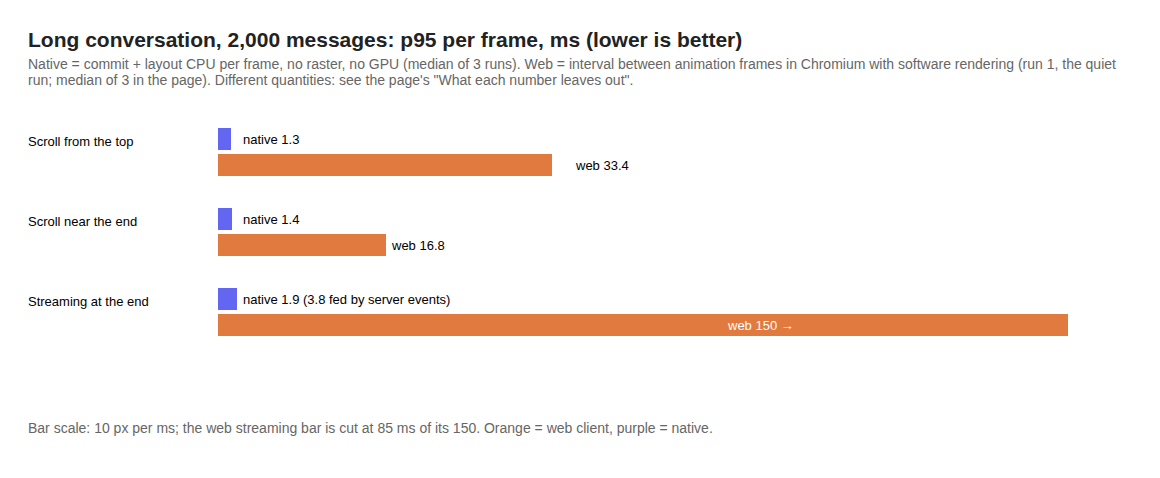 Long conversation, 2,000 messages: p95 per frame, ms (lower is better)
Native = commit + layout CPU per frame, no raster, no GPU (median of 3 runs). Web = interval between animation frames in Chromium with software rendering (run 1, the quiet
run; median of 3 in the page). Different quantities: see the page's "What each number leaves out".
Scroll from the top
native 1.3
web 33.4
Scroll near the end
native 1.4
web 16.8
Streaming at the end
native 1.9 (3.8 fed by server events)
web 150 →
Bar scale: 10 px per ms; the web streaming bar is cut at 85 ms of its 150. Orange = web client, purple = native.